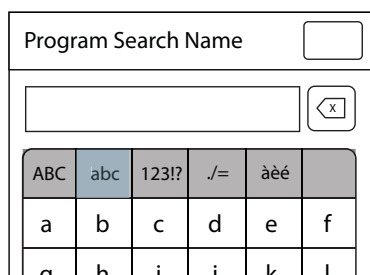 Program Search Name
x
ABC abc 123!? ./= àèé
a b c d e f
g h i j k l